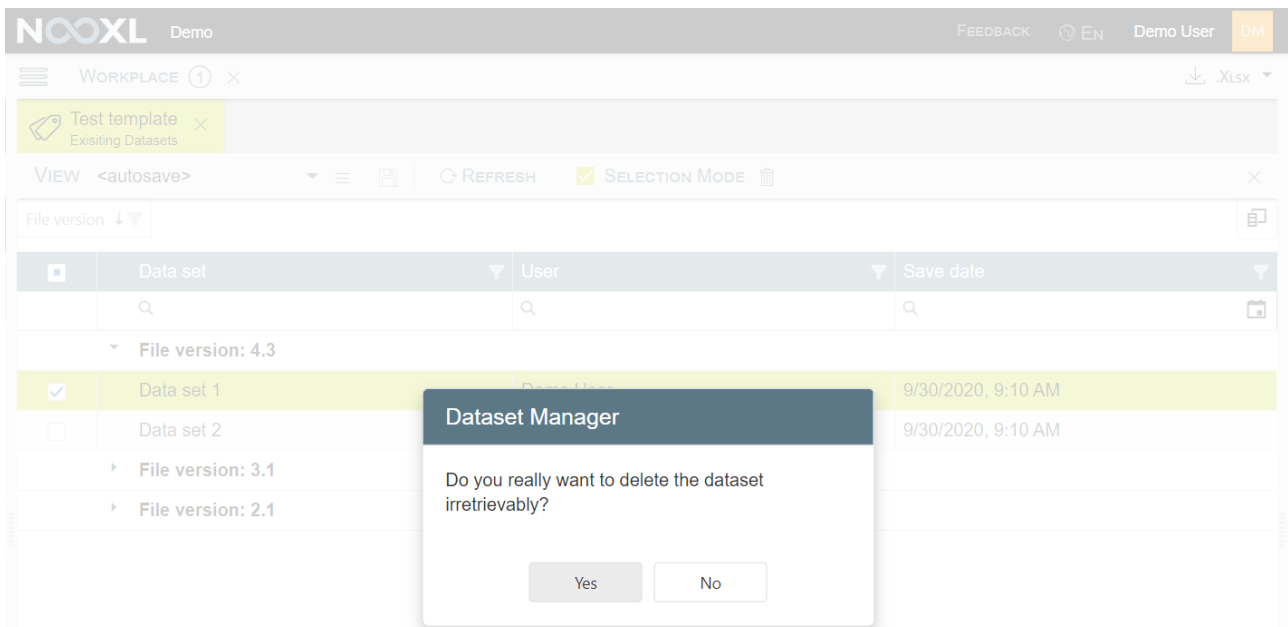 NOOXL Demo FEEDBACK EN Demo User DM
WORKPLACE 1 .XLSX
Test template
Exisiting Datasets
VIEW <autosave> REFRESH SELECTION MODE
File version
Data set User Save date
File version: 4.3
Data set 1 Demo User 9/30/2020, 9:10 AM
Data set 2 9/30/2020, 9:10 AM
File version: 3.1
File version: 2.1
Dataset Manager
Do you really want to delete the dataset
irretrievably?
Yes No